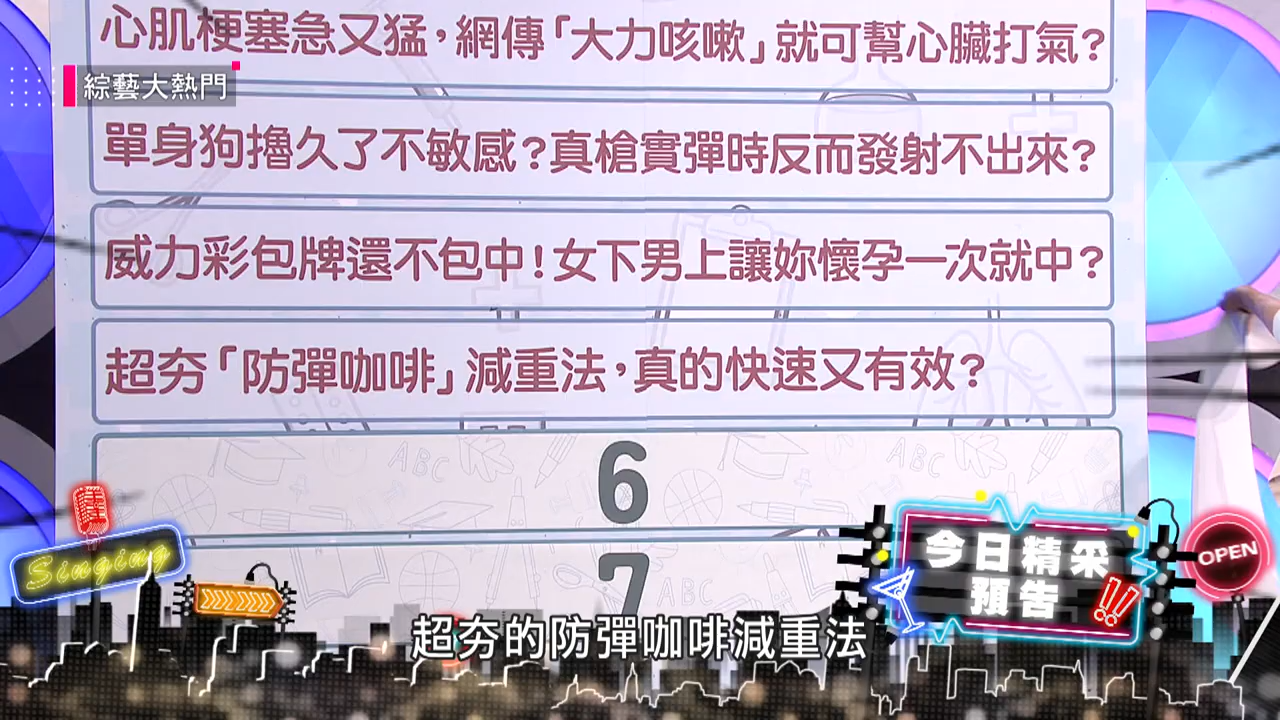 心肌梗塞急又猛，網傳「大力咳嗽」就可幫心臟打氣？
綜藝大熱門
單身狗擼久了不敏感？真槍實彈時反而發射不出來？
威力彩包牌還不包中！女下男上讓妳懷孕一次就中？
超夯「防彈咖啡」減重法，真的快速又有效？
ABC
ABC
6
7
ABC
Singing
今日精采
預告!!
OPEN
超夯的防彈咖啡減重法